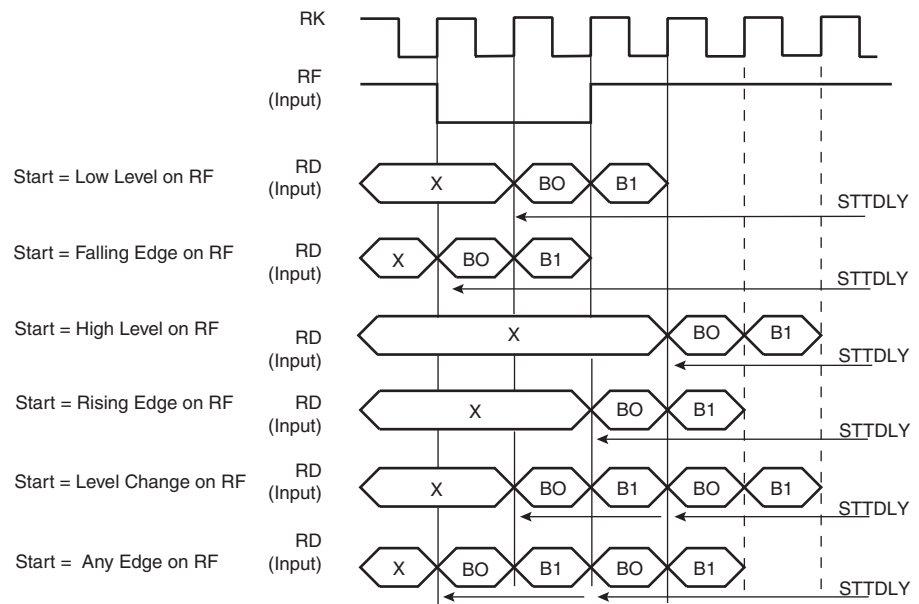 RK
RF
(Input)
Start = Low Level on RF
RD
(Input)
X
BO
B1
STTDLY
Start = Falling Edge on RF
RD
(Input)
X
BO
B1
STTDLY
Start = High Level on RF
RD
(Input)
X
BO
B1
STTDLY
Start = Rising Edge on RF
RD
(Input)
X
BO
B1
STTDLY
Start = Level Change on RF
RD
(Input)
X
BO
B1
BO
B1
STTDLY
Start = Any Edge on RF
RD
(Input)
X
BO
B1
BO
B1
STTDLY